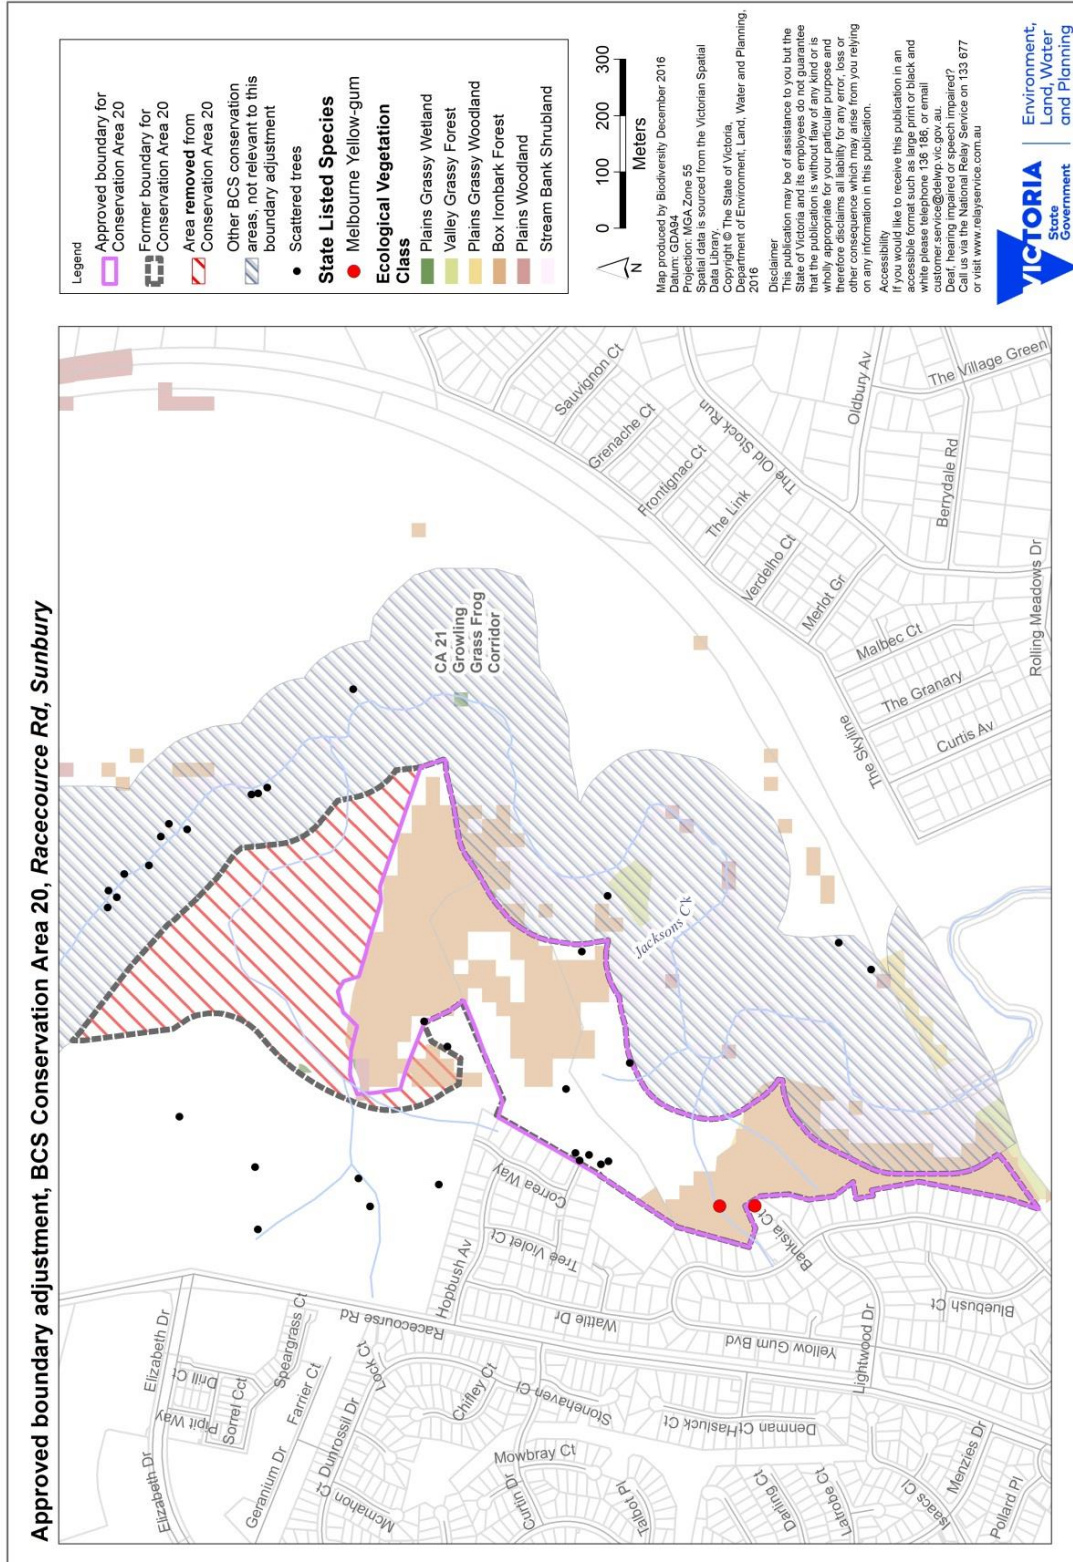 Approved boundary adjustment, BCS Conservation Area 20, Racecourse Rd, Sunbury
Elizabeth Dr
Elizabeth Dr
Pipit Way
Drill Ct
Sorrel Cct
Speargrass Ct
Geranium Dr
Farrier Ct
Mcmahon Ct
Dunrossil Dr
Lock Ct
Chifley Ct
Curtin Dr
Mowbray Ct
Talbot Pl
Stonehaven Ct
Hasluck Ct
Denman Ct
Darling Ct
Latrobe Ct
Isaacs Cl
Menzies Dr
Pollard Pl
Racecourse Rd
Hopbush Av
Correa Way
Tree Violet Ct
Wattle Dr
Yellow Gum Bvd
Banksia Ct
Lightwood Dr
Bluebush Ct
CA 21
Growling
Grass Frog
Corridor
Jacksons C'k
Sauvignon Ct
Grenache Ct
Frontignac Ct
The Link
Verdelho Ct
Merlot Gr
Malbec Ct
The Granary
Curtis Av
The Skyline
The Old Stock Run
Oldbury Av
The Village Green
Berrydale Rd
Rolling Meadows Dr
Legend
Approved boundary for
Conservation Area 20
Former boundary for
Conservation Area 20
Area removed from
Conservation Area 20
Other BCS conservation
areas, not relevant to this
boundary adjustment
Scattered trees
State Listed Species
Melbourne Yellow-gum
Ecological Vegetation
Class
Plains Grassy Wetland
Valley Grassy Forest
Plains Grassy Woodland
Box Ironbark Forest
Plains Woodland
Stream Bank Shrubland
N
0 100 200 300
Meters
Map produced by Biodiversity December 2016
Datum: GDA94
Projection: MGA Zone 55
Spatial data is sourced from the Victorian Spatial
Data Library.
Copyright © The State of Victoria,
Department of Environment, Land, Water and Planning,
2016
Disclaimer
This publication may be of assistance to you but the
State of Victoria and its employees do not guarantee
that the publication is without flaw of any kind or is
wholly appropriate for your particular purpose and
therefore disclaims all liability for any error, loss or
other consequence which may arise from you relying
on any information in this publication.
Accessibility
If you would like to receive this publication in an
accessible format such as large print or black and
white please telephone 136 186, or email
customer.service@delwp.vic.gov.au.
Deaf, hearing impaired or speech impaired?
Call us via the National Relay Service on 133 677
or visit www.relayservice.com.au
VICTORIA
State
Government
Environment,
Land, Water
and Planning